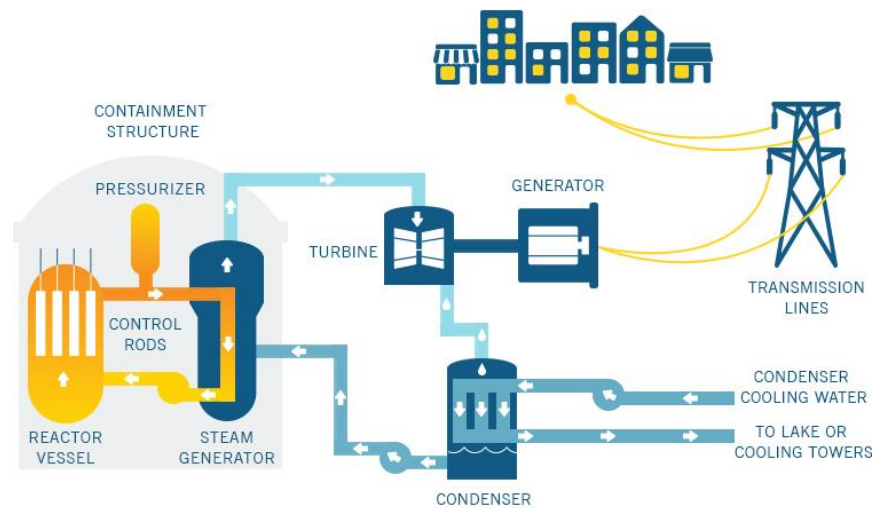 CONTAINMENT
STRUCTURE
PRESSURIZER
CONTROL
RODS
REACTOR
VESSEL
STEAM
GENERATOR
TURBINE
GENERATOR
TRANSMISSION
LINES
CONDENSER
COOLING WATER
TO LAKE OR
COOLING TOWERS
CONDENSER